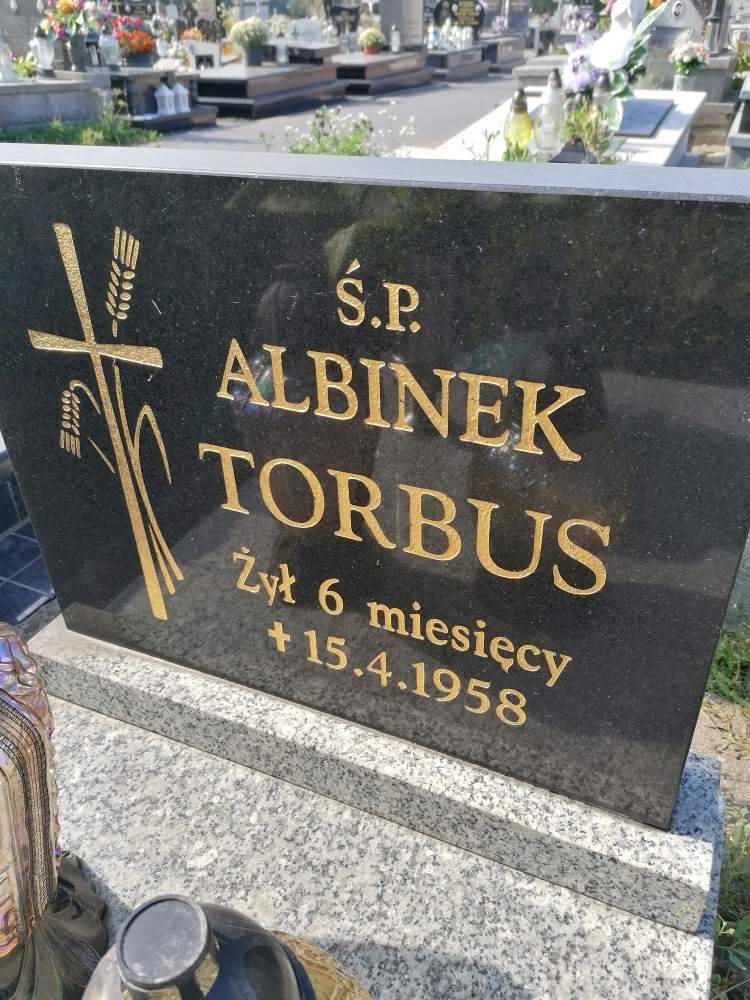 Ś.P.
ALBINEK
TORBUS
Żył 6 miesięcy
✝ 15.4.1958